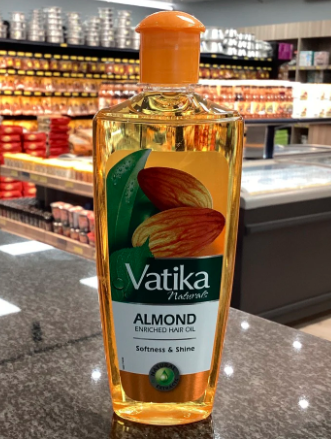 Vatika
Naturals
ALMOND
ENRICHED HAIR OIL
Softness & Shine